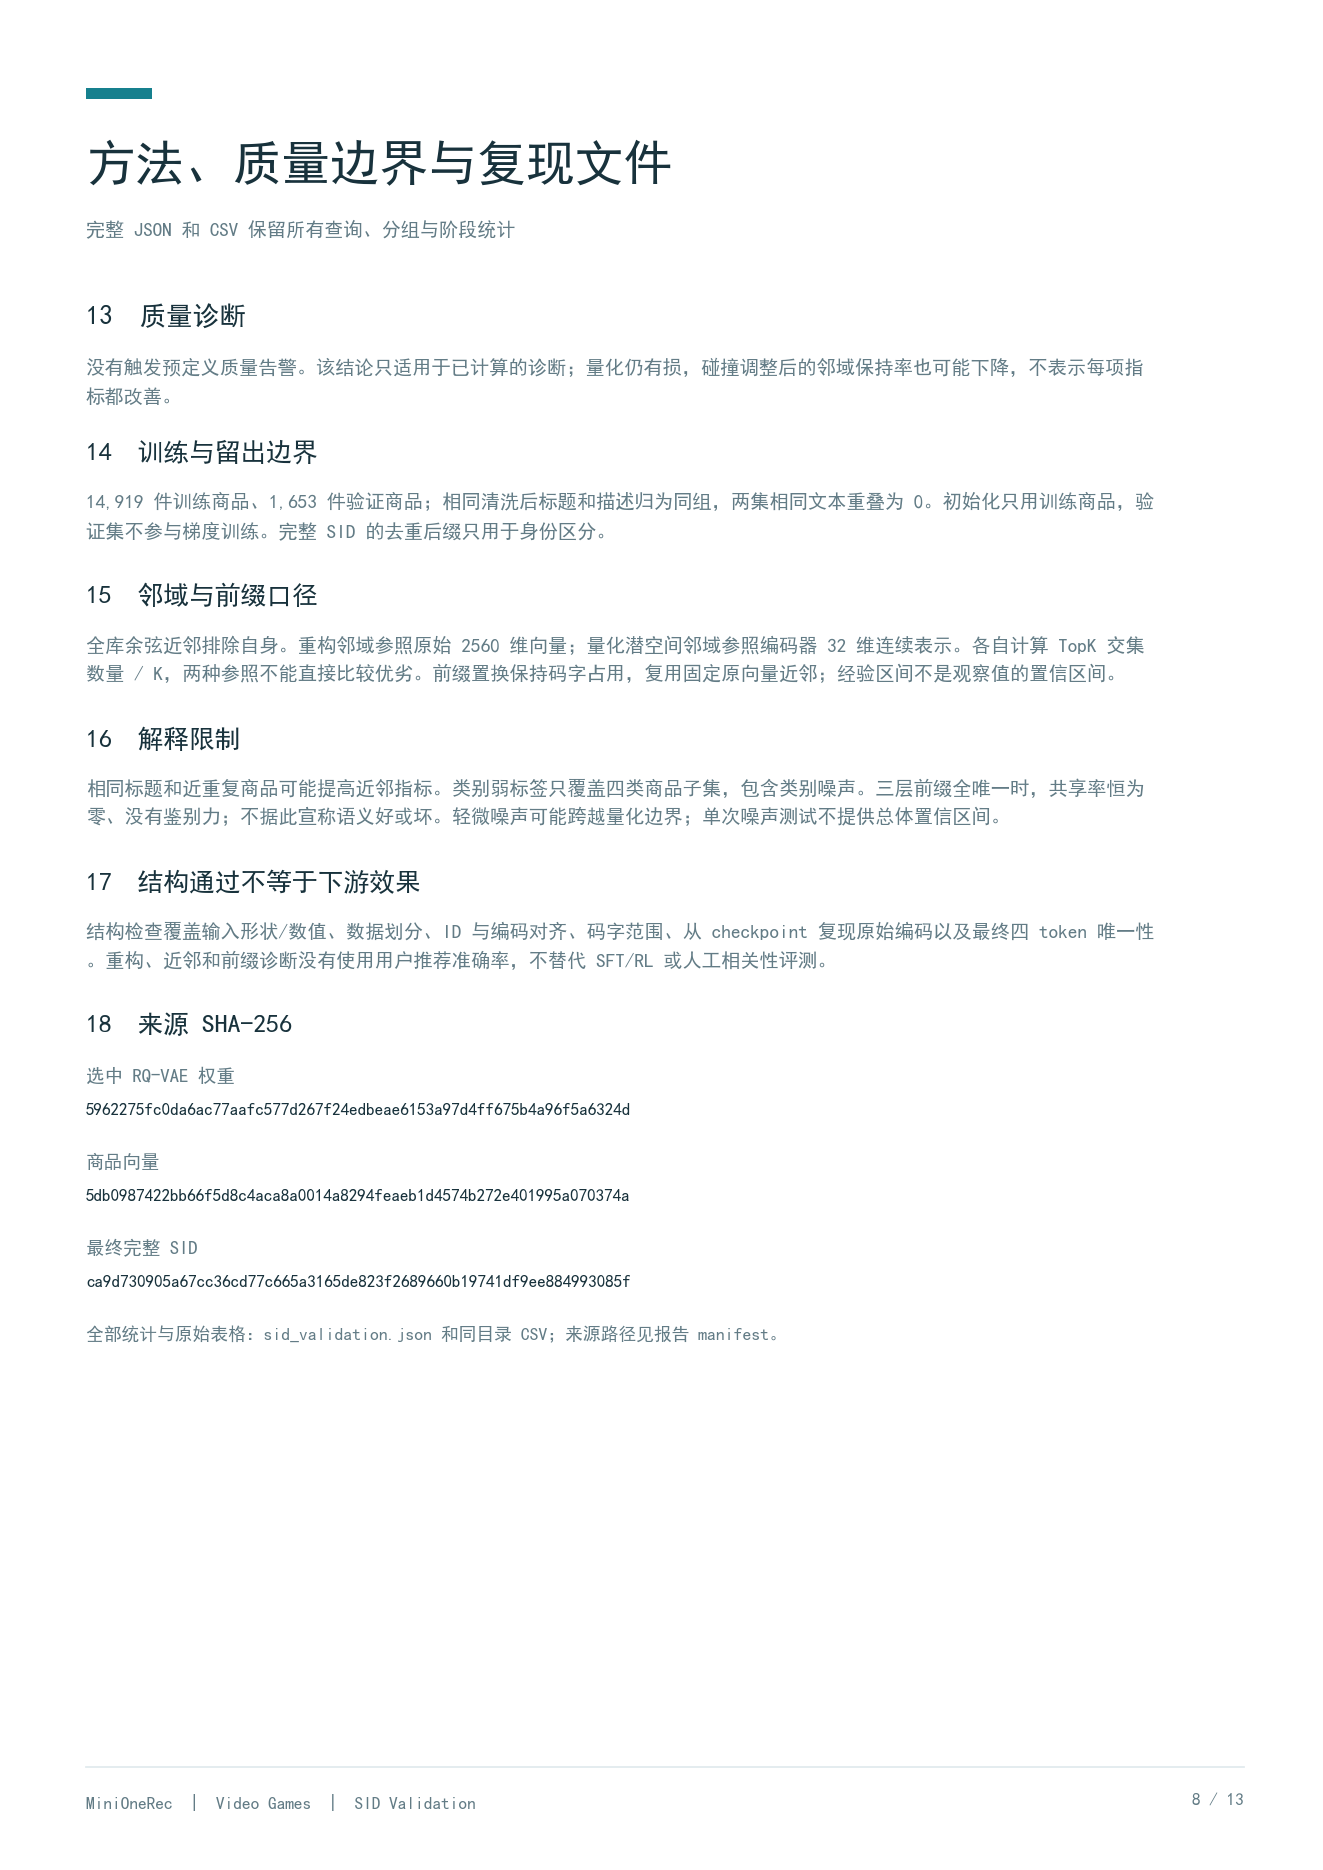 方法、质量边界与复现文件
完整 JSON 和 CSV 保留所有查询、分组与阶段统计
13 质量诊断
没有触发预定义质量告警。该结论只适用于已计算的诊断；量化仍有损，碰撞调整后的邻域保持率也可能下降，不表示每项指
标都改善。
14 训练与留出边界
14,919 件训练商品、1,653 件验证商品；相同清洗后标题和描述归为同组，两集相同文本重叠为 0。初始化只用训练商品，验
证集不参与梯度训练。完整 SID 的去重后缀只用于身份区分。
15 邻域与前缀口径
全库余弦近邻排除自身。重构邻域参照原始 2560 维向量；量化潜空间邻域参照编码器 32 维连续表示。各自计算 TopK 交集
数量 / K，两种参照不能直接比较优劣。前缀置换保持码字占用，复用固定原向量近邻；经验区间不是观察值的置信区间。
16 解释限制
相同标题和近重复商品可能提高近邻指标。类别弱标签只覆盖四类商品子集，包含类别噪声。三层前缀全唯一时，共享率恒为
零、没有鉴别力；不据此宣称语义好或坏。轻微噪声可能跨越量化边界；单次噪声测试不提供总体置信区间。
17 结构通过不等于下游效果
结构检查覆盖输入形状/数值、数据划分、ID 与编码对齐、码字范围、从 checkpoint 复现原始编码以及最终四 token 唯一性
。重构、近邻和前缀诊断没有使用用户推荐准确率，不替代 SFT/RL 或人工相关性评测。
18 来源 SHA-256
选中 RQ-VAE 权重
5962275fc0da6ac77aafc577d267f24edbeae6153a97d4ff675b4a96f5a6324d
商品向量
5db0987422bb66f5d8c4aca8a0014a8294feaeb1d4574b272e401995a070374a
最终完整 SID
ca9d730905a67cc36cd77c665a3165de823f2689660b19741df9ee884993085f
全部统计与原始表格：sid_validation.json 和同目录 CSV；来源路径见报告 manifest。
MiniOneRec | Video Games | SID Validation
8 / 13